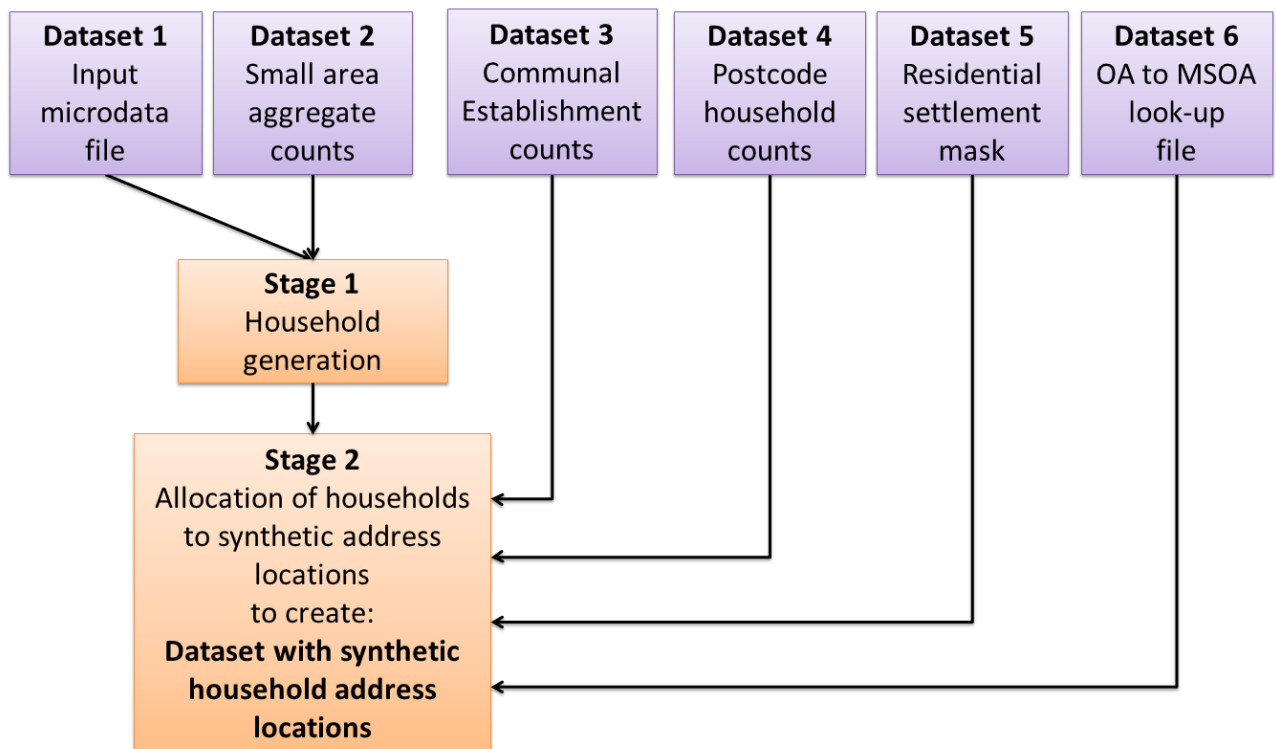 Dataset 1
Input
microdata
file
Dataset 2
Small area
aggregate
counts
Dataset 3
Communal
Establishment
counts
Dataset 4
Postcode
household
counts
Dataset 5
Residential
settlement
mask
Dataset 6
OA to MSOA
look-up
file
Stage 1
Household
generation
Stage 2
Allocation of households
to synthetic address
locations
to create:
Dataset with synthetic
household address
locations